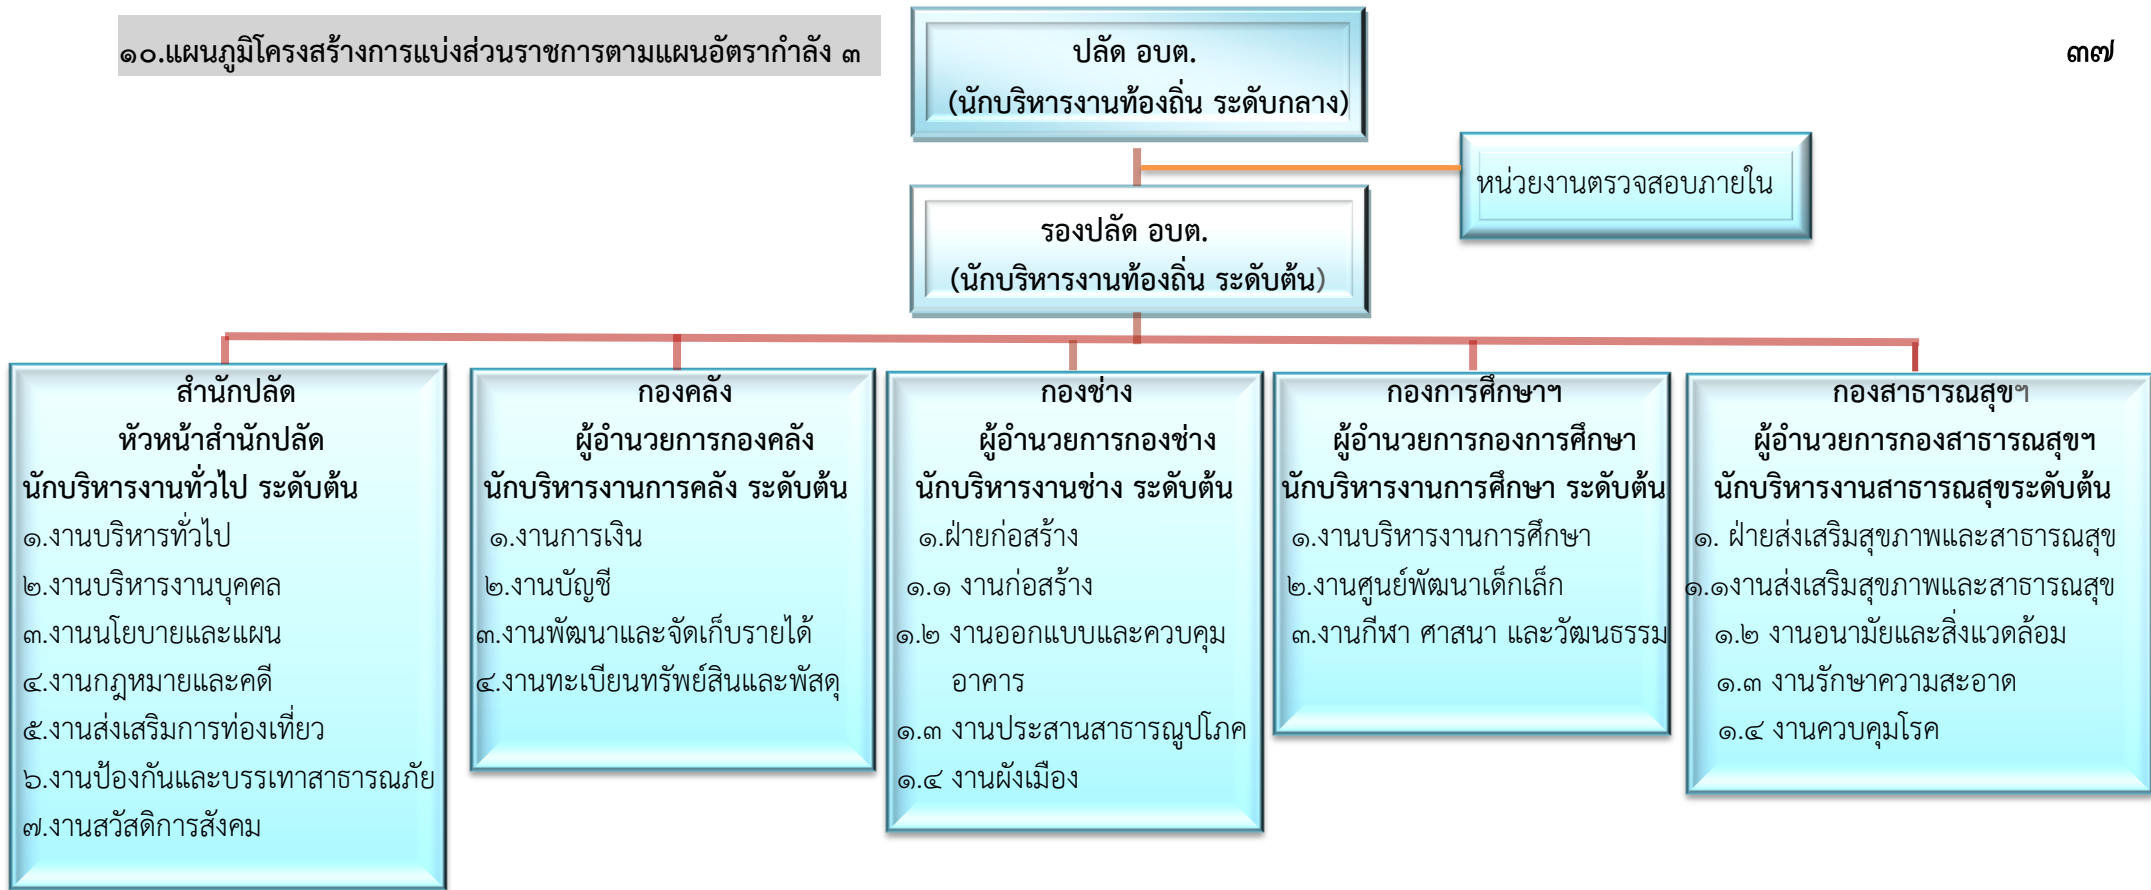 ๑๐.แผนภูมิโครงสร้างการแบ่งส่วนราชการตามแผนอัตรากำลัง ๓
๓๗
ปลัด อบต.
(นักบริหารงานท้องถิ่น ระดับกลาง)
หน่วยงานตรวจสอบภายใน
รองปลัด อบต.
(นักบริหารงานท้องถิ่น ระดับต้น)
สำนักปลัด
หัวหน้าสำนักปลัด
นักบริหารงานทั่วไป ระดับต้น
๑.งานบริหารทั่วไป
๒.งานบริหารงานบุคคล
๓.งานนโยบายและแผน
๔.งานกฎหมายและคดี
๕.งานส่งเสริมการท่องเที่ยว
๖.งานป้องกันและบรรเทาสาธารณภัย
๗.งานสวัสดิการสังคม
กองคลัง
ผู้อำนวยการกองคลัง
นักบริหารงานการคลัง ระดับต้น
๑.งานการเงิน
๒.งานบัญชี
๓.งานพัฒนาและจัดเก็บรายได้
๔.งานทะเบียนทรัพย์สินและพัสดุ
กองช่าง
ผู้อำนวยการกองช่าง
นักบริหารงานช่าง ระดับต้น
๑.ฝ่ายก่อสร้าง
๑.๑ งานก่อสร้าง
๑.๒ งานออกแบบและควบคุม
อาคาร
๑.๓ งานประสานสาธารณูปโภค
๑.๔ งานผังเมือง
กองการศึกษาฯ
ผู้อำนวยการกองการศึกษา
นักบริหารงานการศึกษา ระดับต้น
๑.งานบริหารงานการศึกษา
๒.งานศูนย์พัฒนาเด็กเล็ก
๓.งานกีฬา ศาสนา และวัฒนธรรม
กองสาธารณสุขฯ
ผู้อำนวยการกองสาธารณสุขฯ
นักบริหารงานสาธารณสุขระดับต้น
๑. ฝ่ายส่งเสริมสุขภาพและสาธารณสุข
๑.๑งานส่งเสริมสุขภาพและสาธารณสุข
๑.๒ งานอนามัยและสิ่งแวดล้อม
๑.๓ งานรักษาความสะอาด
๑.๔ งานควบคุมโรค